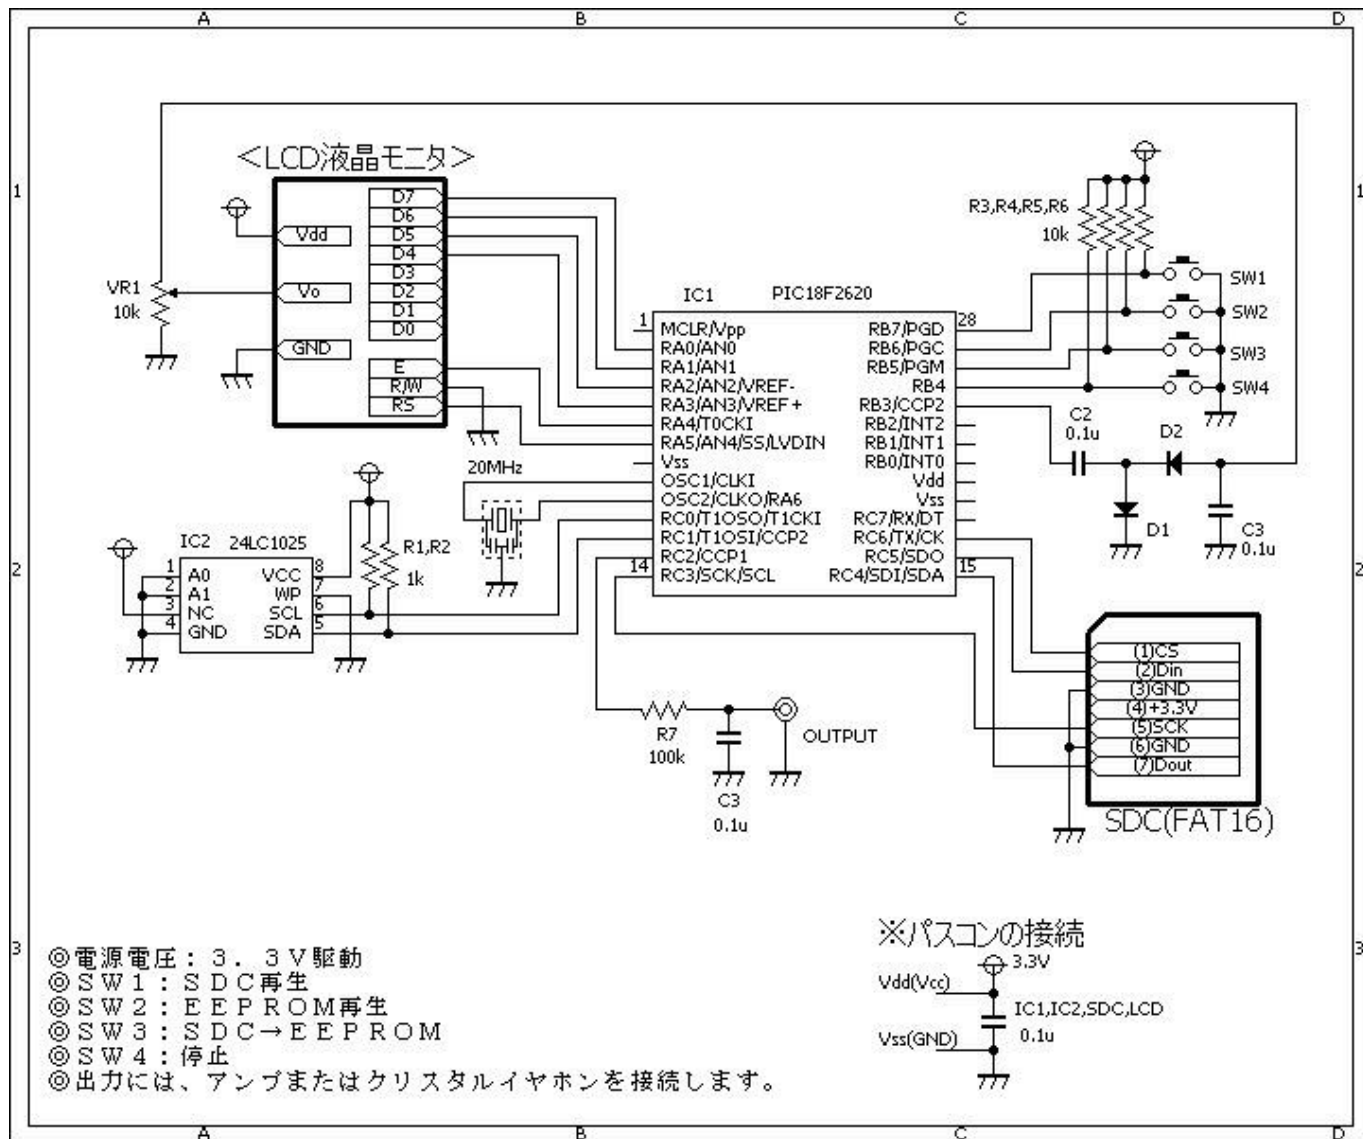 A B C D
<LCD液晶モニタ>
D7
D6
D5
D4
D3
D2
D1
D0
E
R/W
RS
Vdd
Vo
GND
VR1
10k
1
1
R3,R4,R5,R6
10k
SW1
SW2
SW3
SW4
IC1 PIC18F2620
1
14
28
15
MCLR/Vpp
RA0/AN0
RA1/AN1
RA2/AN2/VREF-
RA3/AN3/VREF+
RA4/T0CKI
RA5/AN4/SS/LVDIN
Vss
OSC1/CLKI
OSC2/CLKO/RA6
RC0/T1OSO/T1CKI
RC1/T1OSI/CCP2
RC2/CCP1
RC3/SCK/SCL
RB7/PGD
RB6/PGC
RB5/PGM
RB4
RB3/CCP2
RB2/INT2
RB1/INT1
RB0/INT0
Vdd
Vss
RC7/RX/DT
RC6/TX/CK
RC5/SDO
RC4/SDI/SDA
C2
0.1u
D2
D1
C3
0.1u
20MHz
2
2
IC2 24LC1025
1 A0
2 A1
3 NC
4 GND
VCC 8
WP 7
SCL 6
SDA 5
R1,R2
1k
R7
100k
C3
0.1u
OUTPUT
(1)CS
(2)Din
(3)GND
(4)+3.3V
(5)SCK
(6)GND
(7)Dout
SDC(FAT16)
3
3
◎電源電圧：３．３Ｖ駆動
◎ＳＷ１：ＳＤＣ再生
◎ＳＷ２：ＥＥＰＲＯＭ再生
◎ＳＷ３：ＳＤＣ→ＥＥＰＲＯＭ
◎ＳＷ４：停止
◎出力には、アンプまたはクリスタルイヤホンを接続します。
※パスコンの接続
3.3V
Vdd(Vcc)
IC1,IC2,SDC,LCD
0.1u
Vss(GND)
A B C D